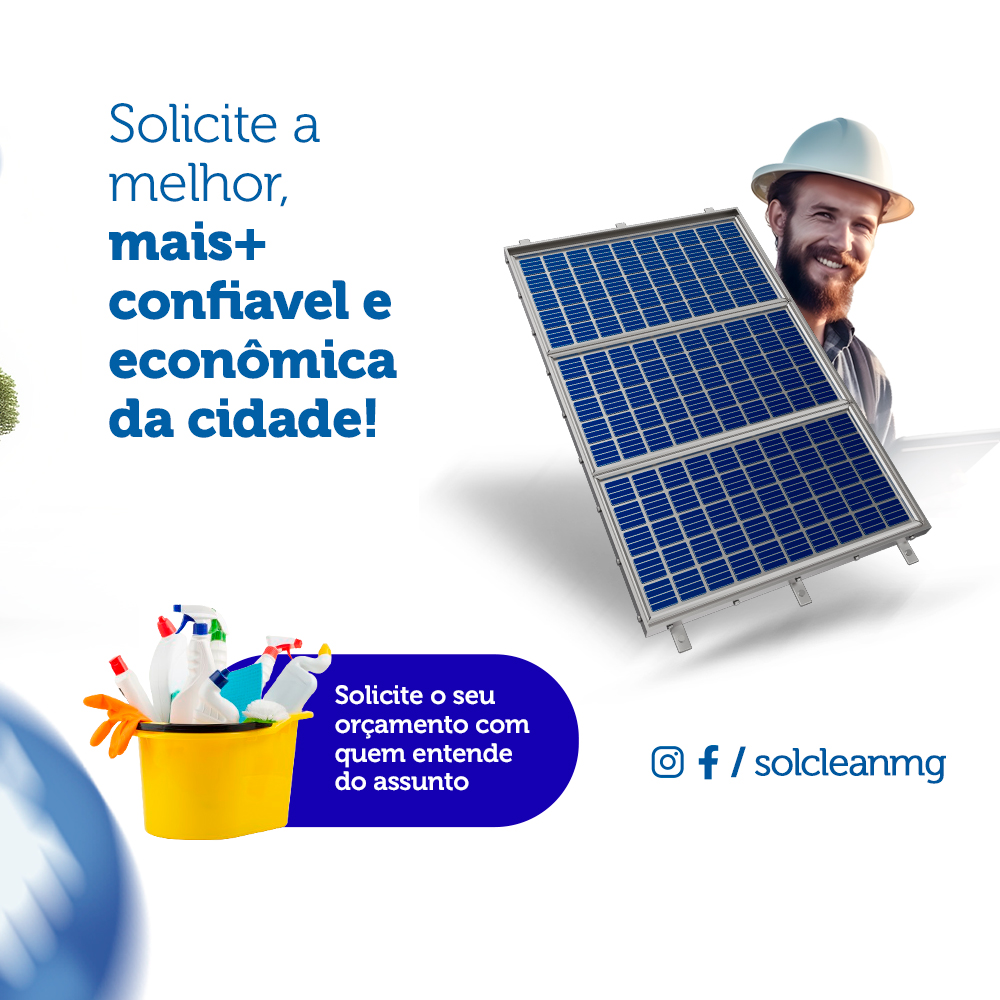 Solicite a
melhor,
mais+
confiavel e
econômica
da cidade!
Solicite o seu
orçamento com
quem entende
do assunto
/ solcleanmg